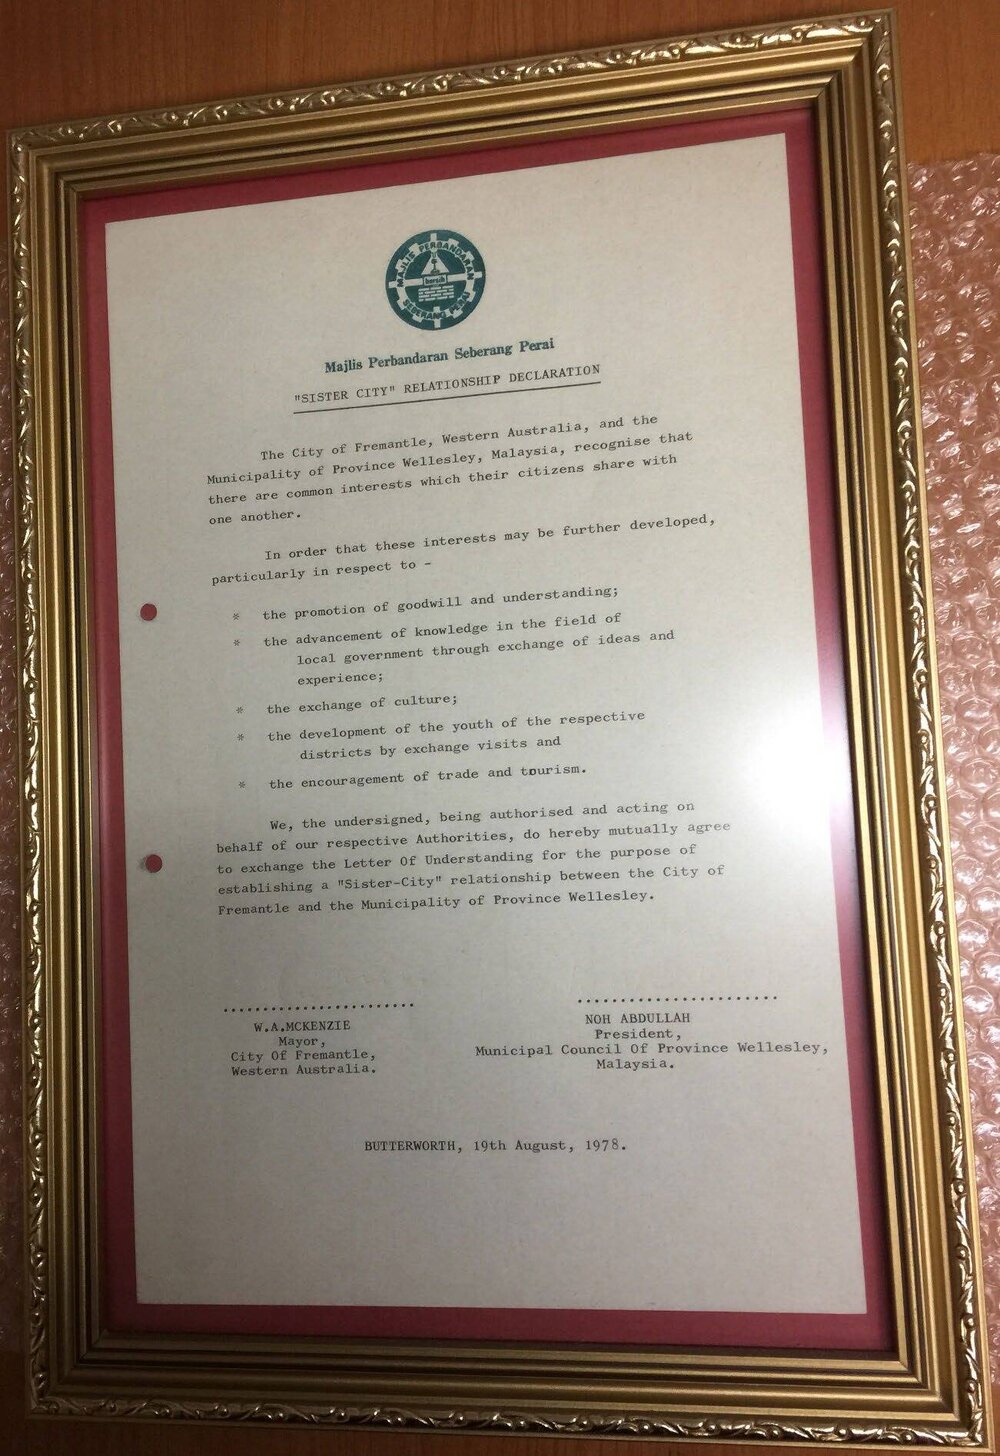 MAJLIS PERBANDARAN
bersih
SEBERANG PERAI
Majlis Perbandaran Seberang Perai
"SISTER CITY" RELATIONSHIP DECLARATION
The City of Fremantle, Western Australia, and the
Municipality of Province Wellesley, Malaysia, recognise that
there are common interests which their citizens share with
one another.
In order that these interests may be further developed,
particularly in respect to -
* the promotion of goodwill and understanding;
* the advancement of knowledge in the field of
local government through exchange of ideas and
experience;
* the exchange of culture;
* the development of the youth of the respective
districts by exchange visits and
* the encouragement of trade and tourism.
We, the undersigned, being authorised and acting on
behalf of our respective Authorities, do hereby mutually agree
to exchange the Letter Of Understanding for the purpose of
establishing a "Sister-City" relationship between the City of
Fremantle and the Municipality of Province Wellesley.
W.A.MCKENZIE
Mayor,
City Of Fremantle,
Western Australia.
NOH ABDULLAH
President,
Municipal Council Of Province Wellesley,
Malaysia.
BUTTERWORTH, 19th August, 1978.